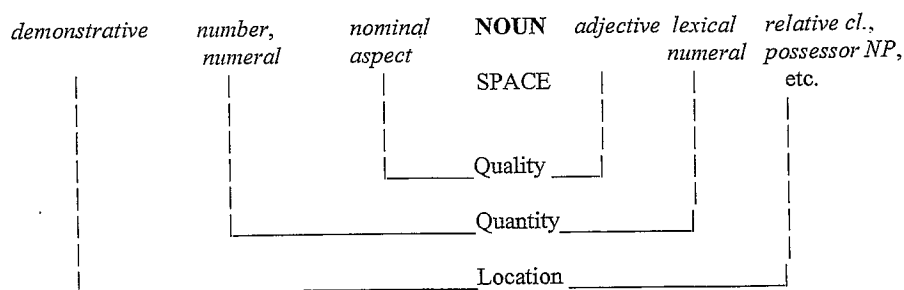 demonstrative number, nominal NOUN adjective lexical relative cl.,
numeral aspect numeral possessor NP,
SPACE etc.
Quality
Quantity
Location